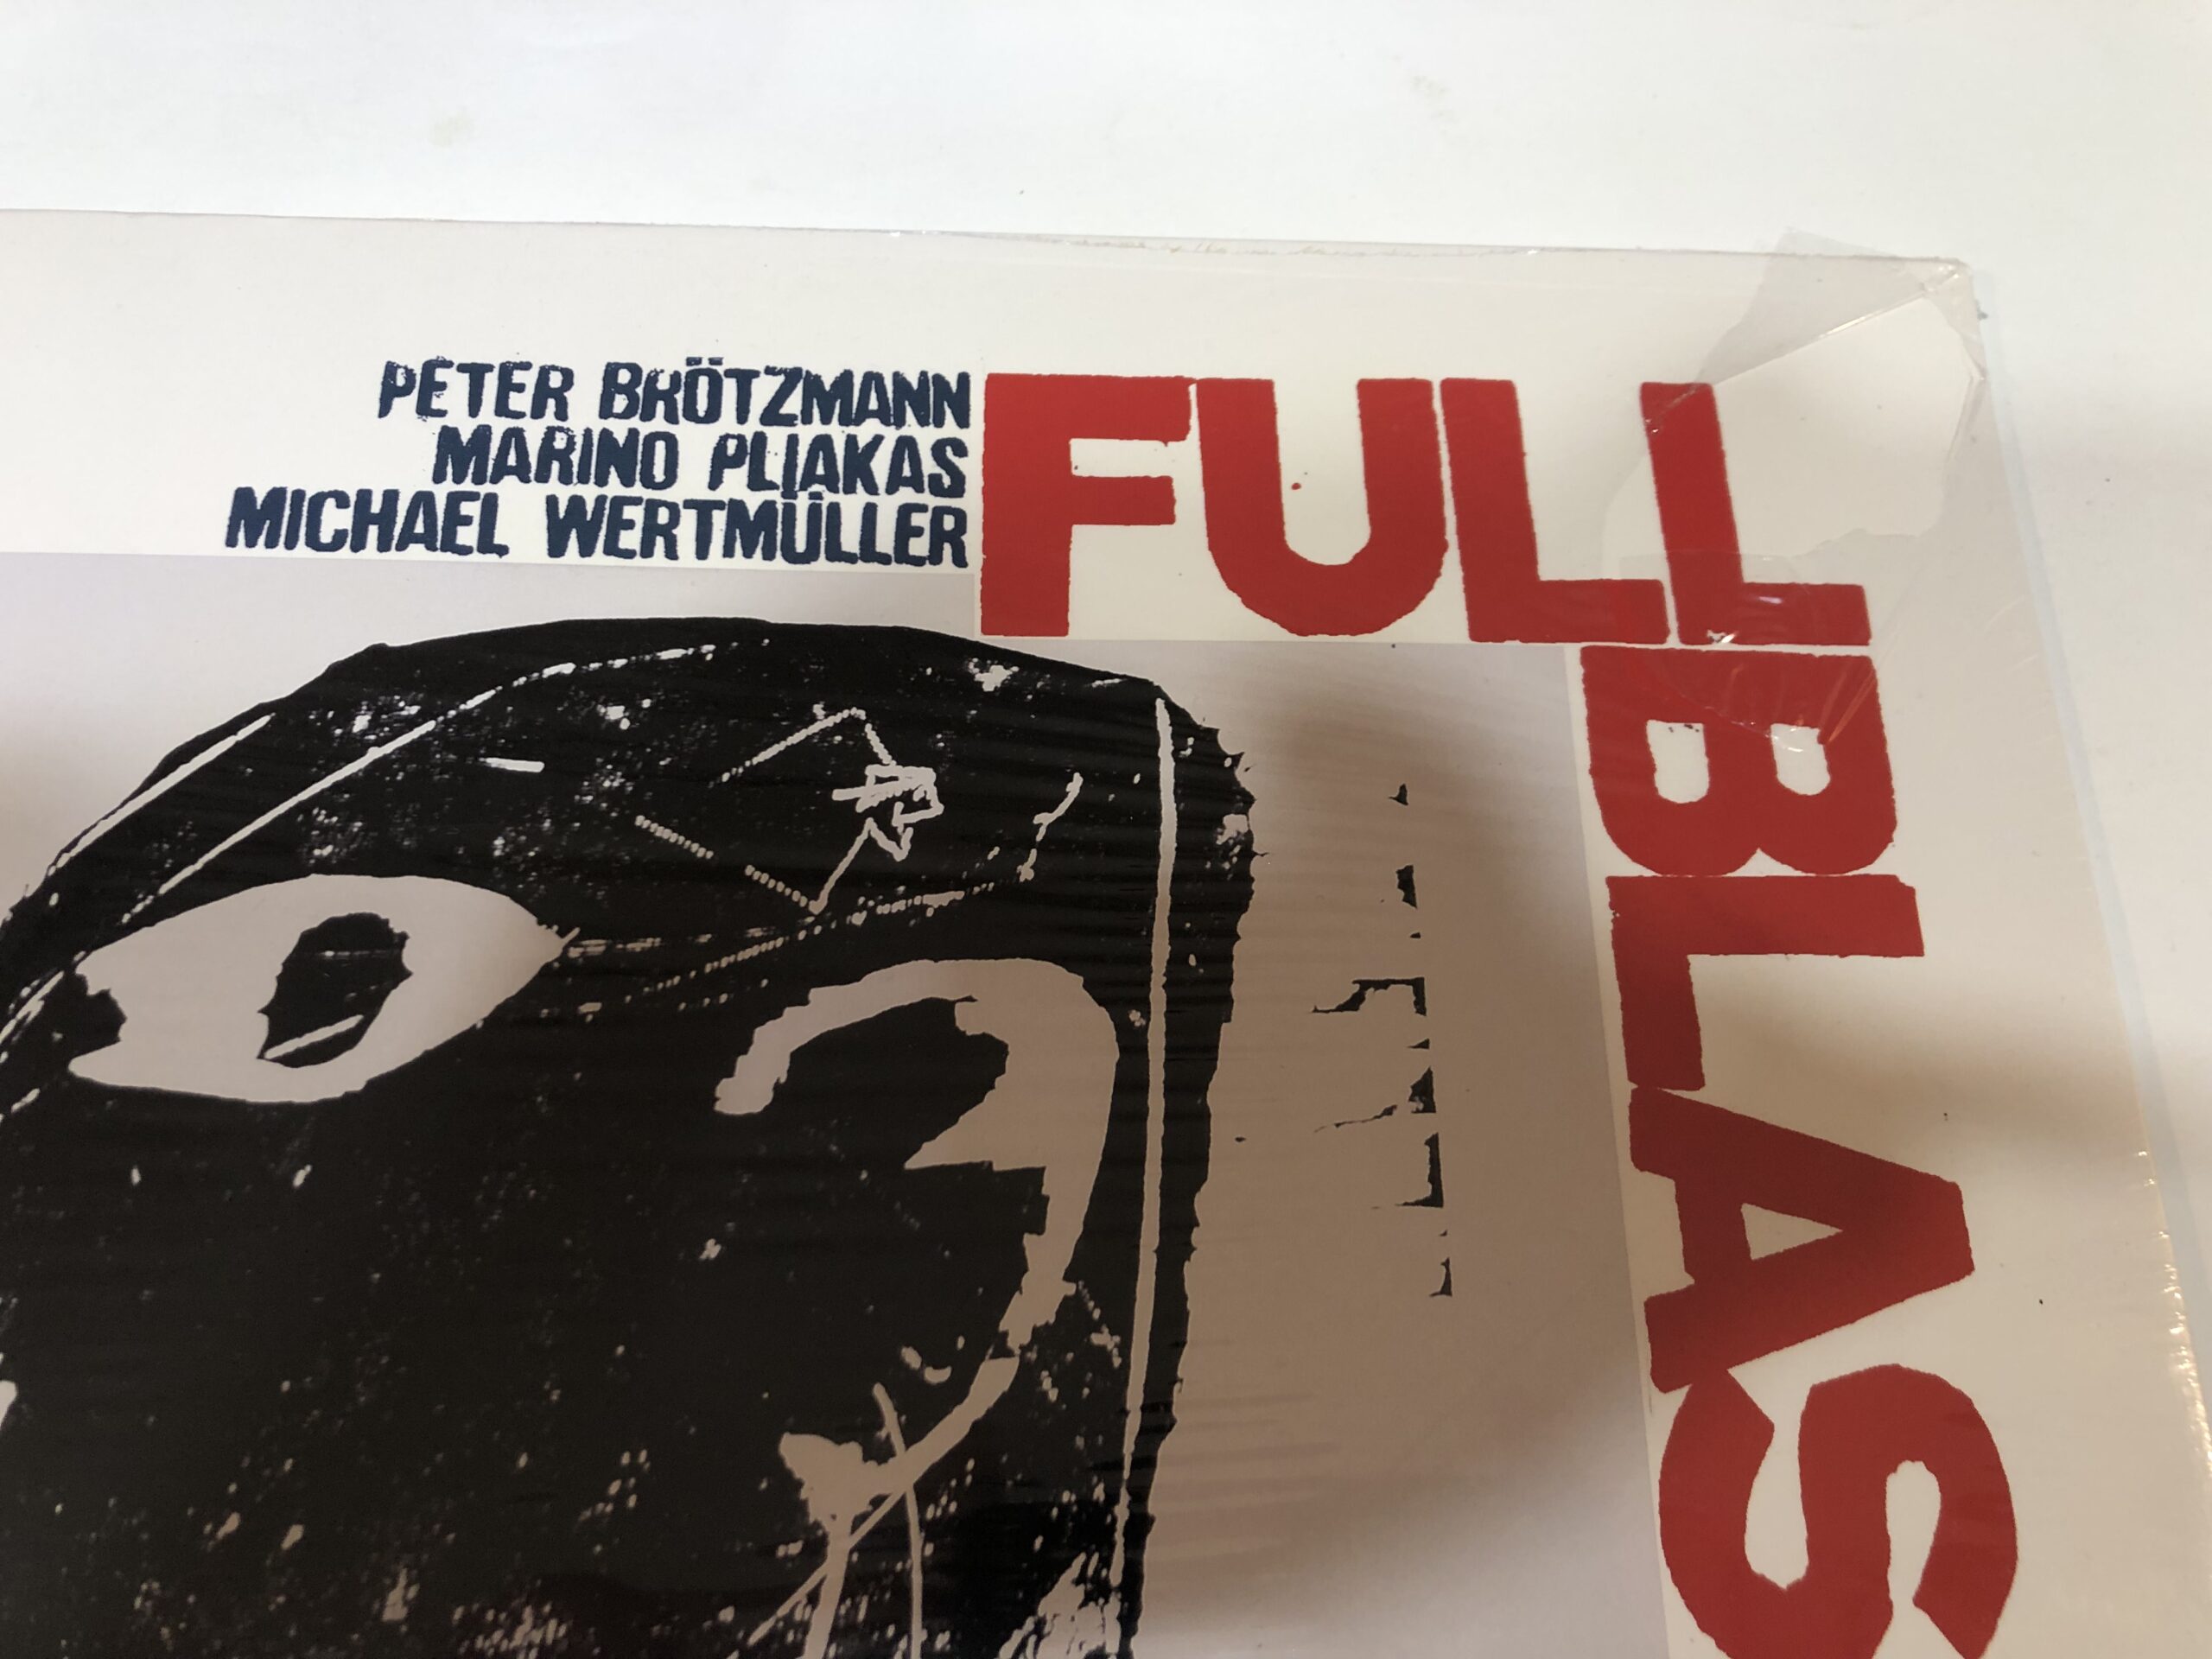 PETER BRÖTZMANN
MARINO PLIAKAS
MICHAEL WERTMÜLLER
FULL
BLAS